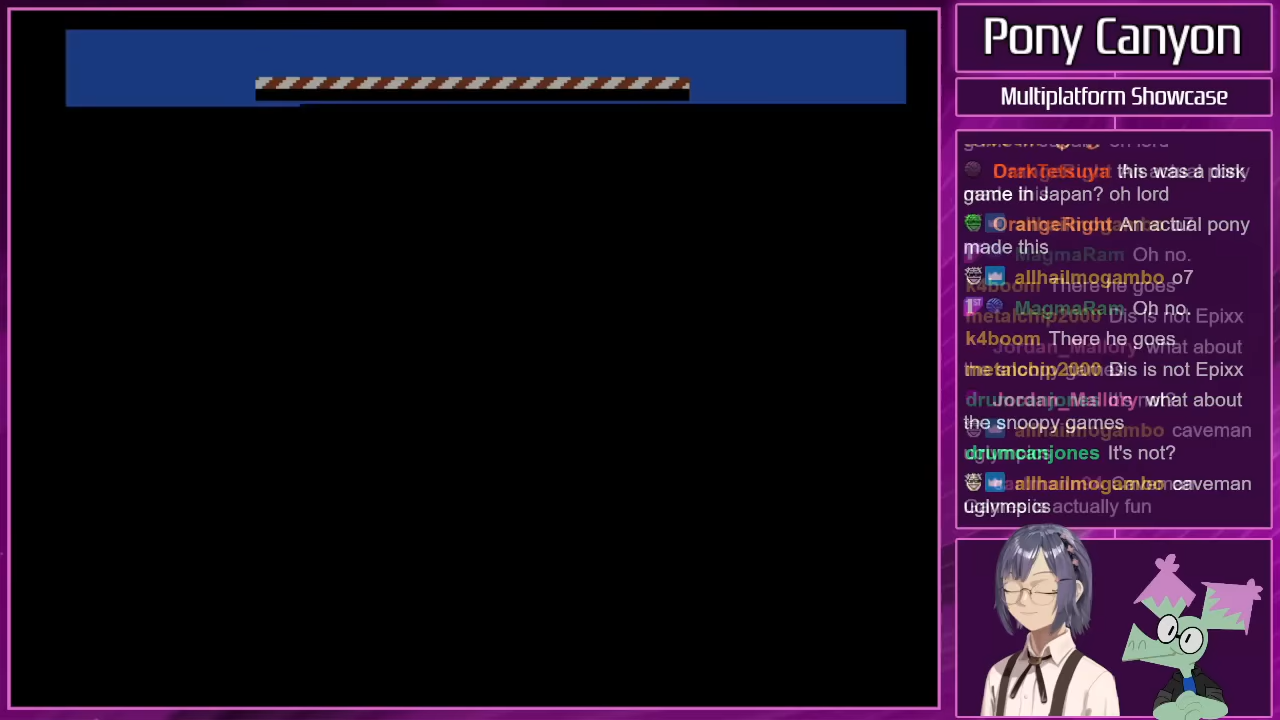 Pony Canyon
Multiplatform Showcase
DarkTetsuya this was a disk
game in Japan? oh lord
OrangeRight An actual pony
made this
allhailmogambo o7
MagmaRam Oh no.
k4boom There he goes
metalchip2000 Dis is not Epixx
Jordan_Mallory what about
the snoopy games
drumcanjones It's not?
allhailmogambo caveman
uglympics